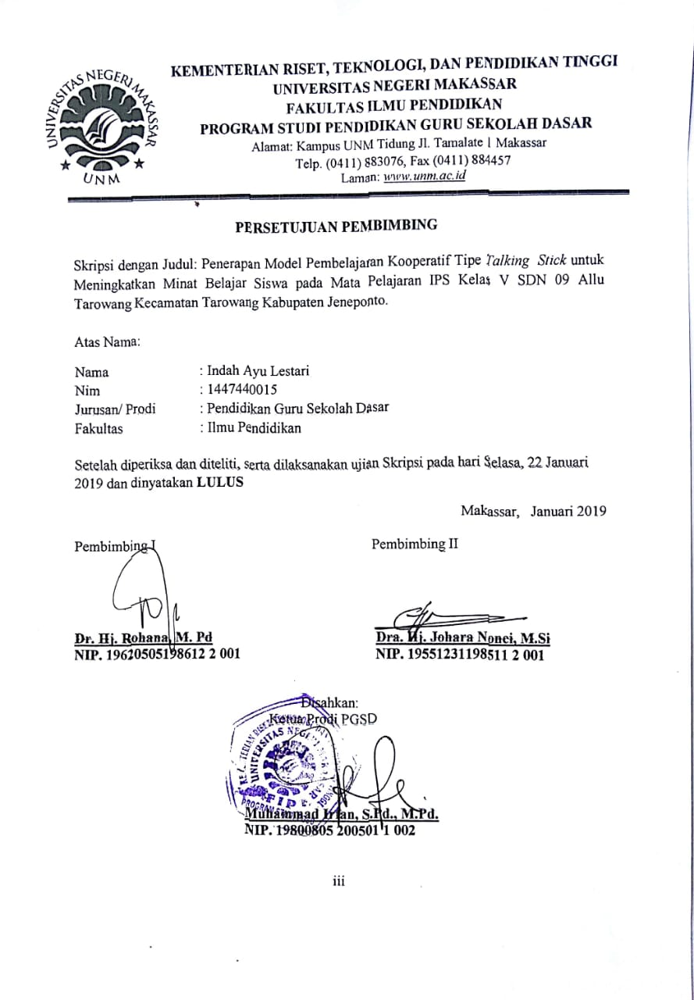 UNIVERSITAS NEGERI MAKASSAR
UNM
KEMENTERIAN RISET, TEKNOLOGI, DAN PENDIDIKAN TINGGI
UNIVERSITAS NEGERI MAKASSAR
FAKULTAS ILMU PENDIDIKAN
PROGRAM STUDI PENDIDIKAN GURU SEKOLAH DASAR
Alamat: Kampus UNM Tidung Jl. Tamalate I Makassar
Telp. (0411) 883076, Fax (0411) 884457
Laman: www.unm.ac.id
PERSETUJUAN PEMBIMBING
Skripsi dengan Judul: Penerapan Model Pembelajaran Kooperatif Tipe Talking Stick untuk
Meningkatkan Minat Belajar Siswa pada Mata Pelajaran IPS Kelas V SDN 09 Allu
Tarowang Kecamatan Tarowang Kabupaten Jeneponto.
Atas Nama:
Nama : Indah Ayu Lestari
Nim : 1447440015
Jurusan/ Prodi : Pendidikan Guru Sekolah Dasar
Fakultas : Ilmu Pendidikan
Setelah diperiksa dan diteliti, serta dilaksanakan ujian Skripsi pada hari Selasa, 22 Januari
2019 dan dinyatakan LULUS
Makassar, Januari 2019
Pembimbing I Pembimbing II
Dr. Hj. Rohana, M. Pd Dra. Hj. Johara Nonci, M.Si
NIP. 19620505198612 2 001 NIP. 19551231198511 2 001
Disahkan:
Ketua Prodi PGSD
UNIVERSITAS NEGERI
FIP
Muhammad Irfan, S.Pd., M.Pd.
NIP. 19800805 200501 1 002
iii